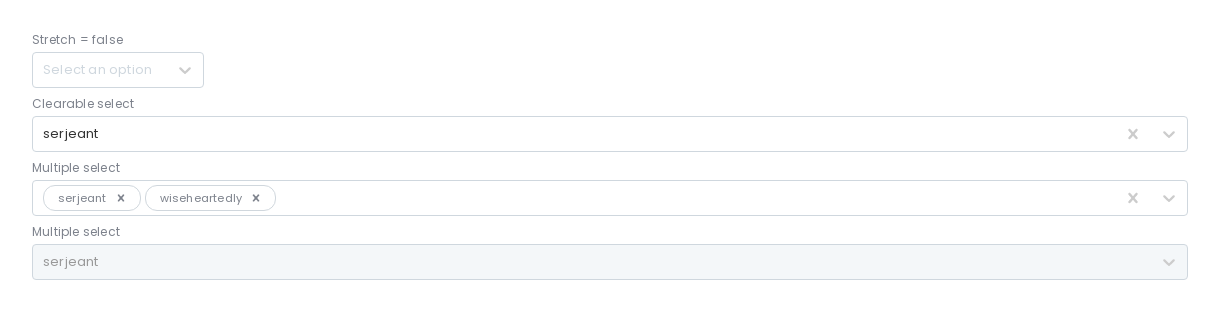 Stretch = false
Select an option
Clearable select
serjeant
Multiple select
serjeant wiseheartedly
Multiple select
serjeant